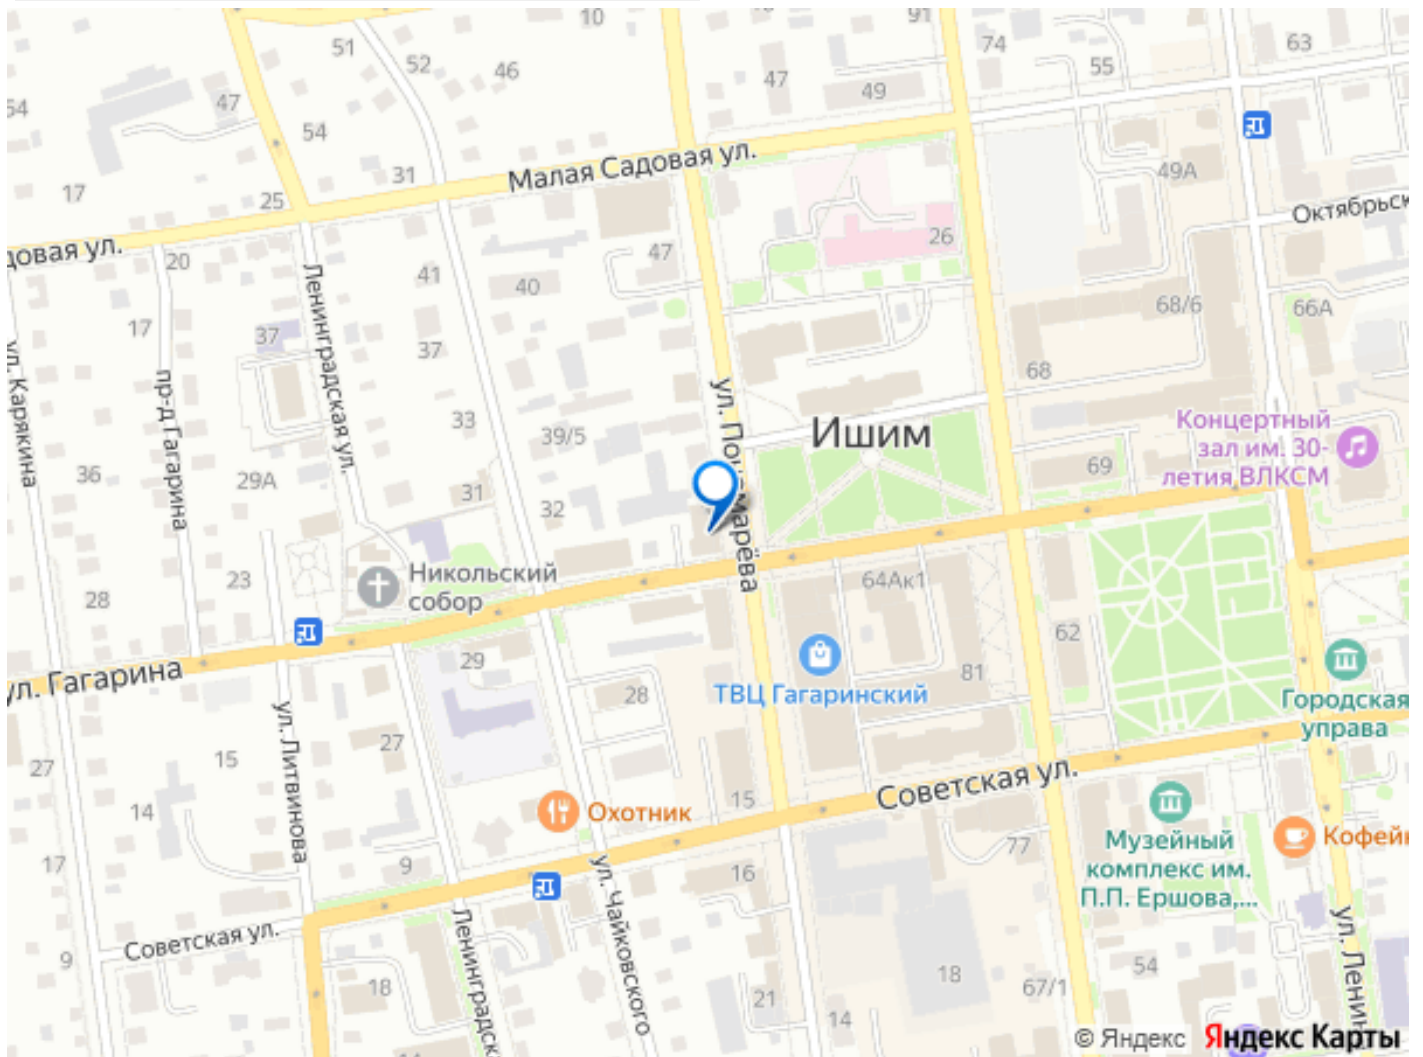 10
91
51
52
46
74
63
55
47
49
54
47
54
Малая Садовая ул.
31
49А
17
25
26
Октябрьск
довая ул.
20
47
41
40
68/6
66А
Ленинградская ул.
17
37
37
68
ул. Карякина
пр-д Гагарина
ул. Пономарёва
Ишим
Концертный
зал им. 30-
летия ВЛКСМ
33
39/5
69
36
29А
31
32
Никольский
собор
23
28
64Ак1
62
ул. Гагарина
29
28
ТВЦ Гагаринский
81
Городская
управа
ул. Литвинова
27
15
27
14
Советская ул.
15
Охотник
Музейный
комплекс им.
П.П. Ершова,...
Кофейн
77
17
9
16
ул. Чайковского
Ленинградск
Советская ул.
9
18
18
54
ул. Ленин
67/1
21
14
44
© Яндекс Яндекс Карты